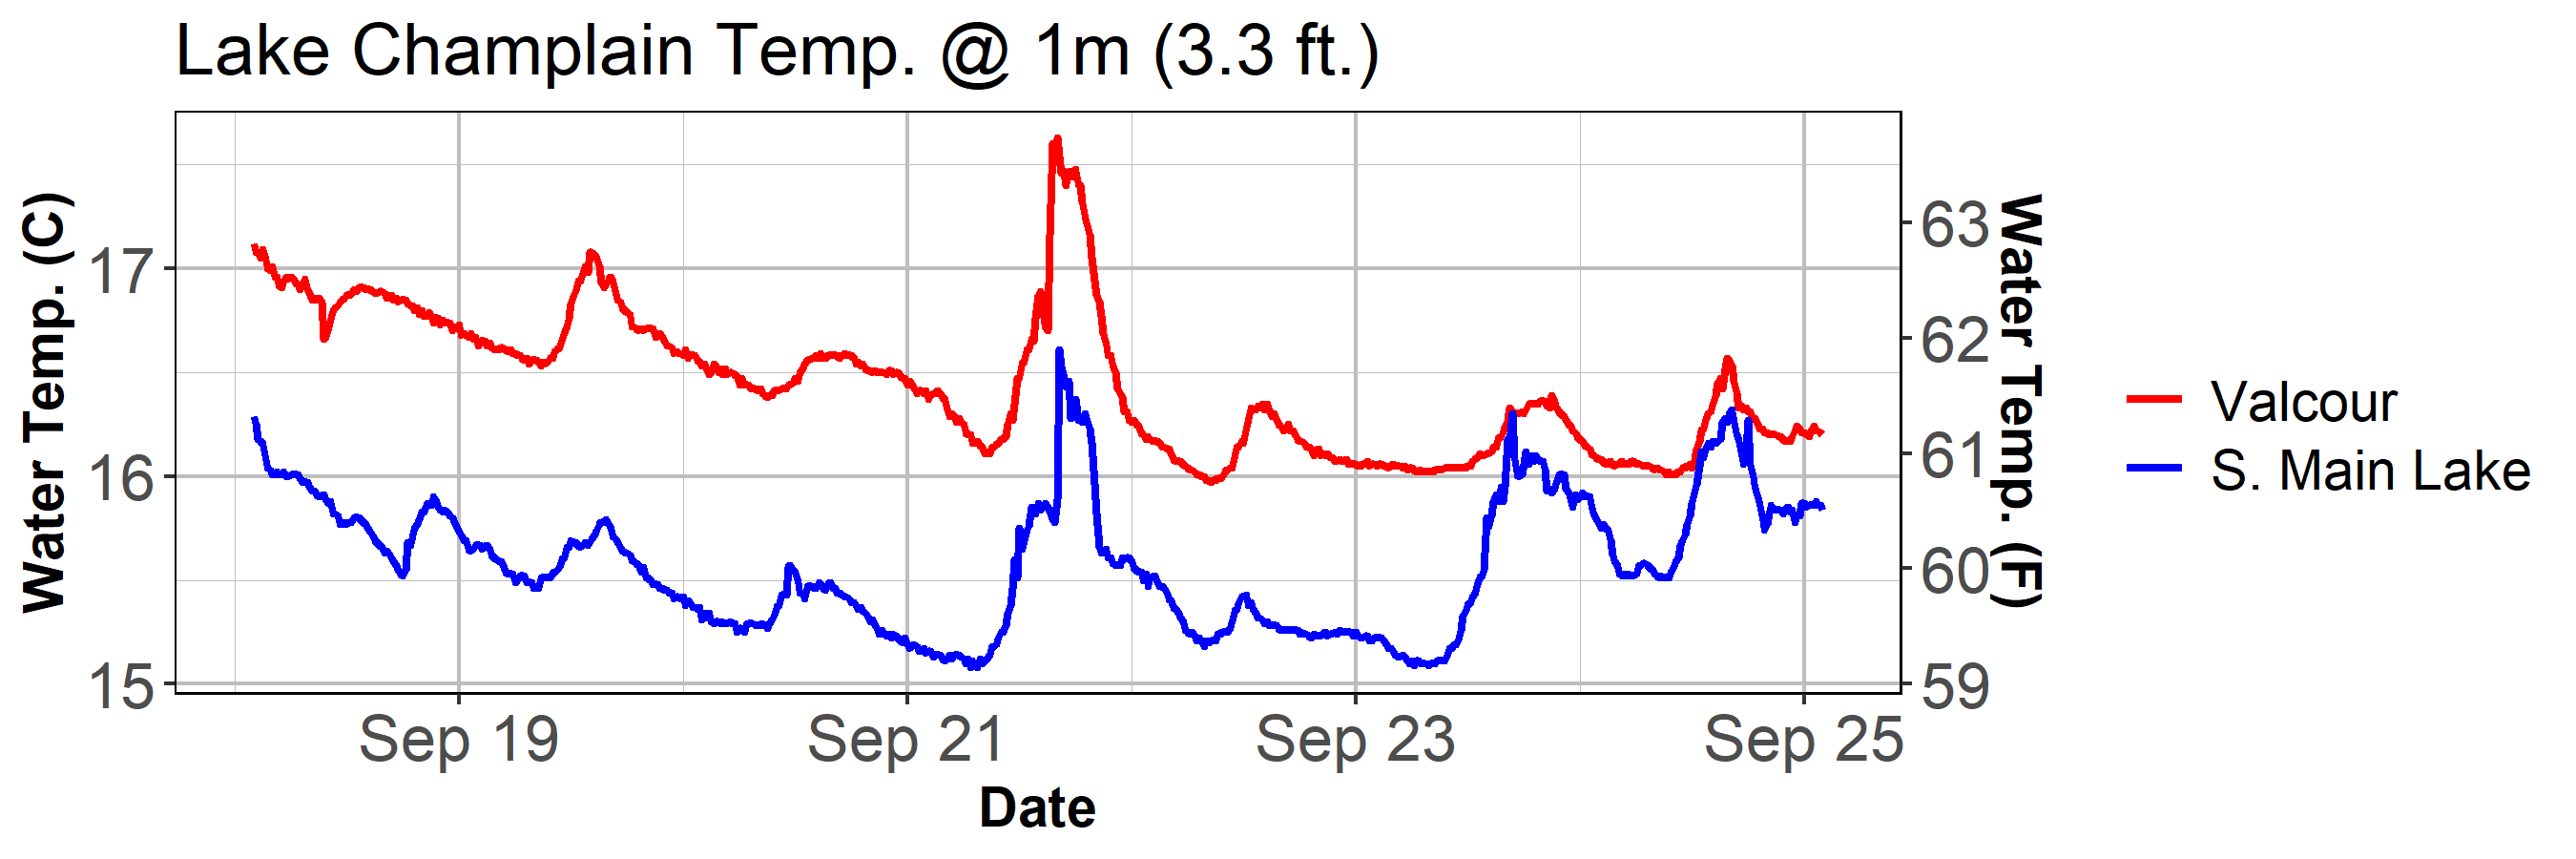 Lake Champlain Temp. @ 1m (3.3 ft.)
Water Temp. (C)
17
16
15
63
62
61
60
59
Water Temp. (F)
Sep 19
Sep 21
Sep 23
Sep 25
Date
Valcour
S. Main Lake